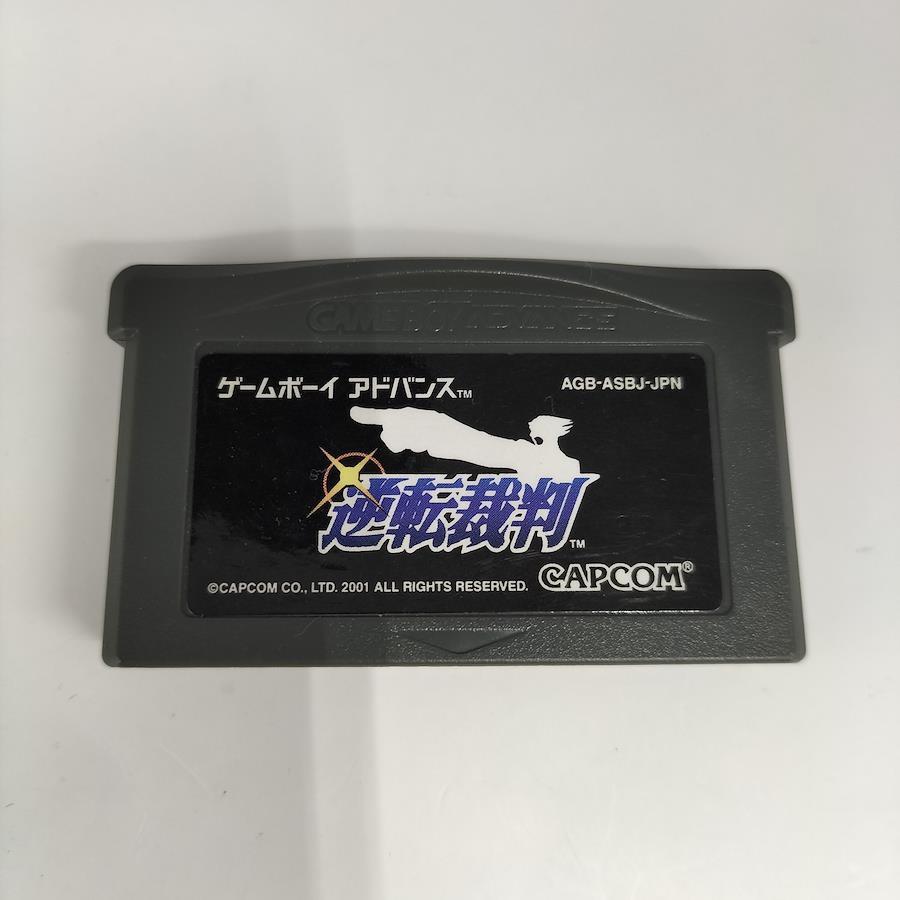 GAME BOY ADVANCE
ゲームボーイ アドバンス™ AGB-ASBJ-JPN
逆転裁判™
©CAPCOM CO., LTD. 2001 ALL RIGHTS RESERVED. CAPCOM®